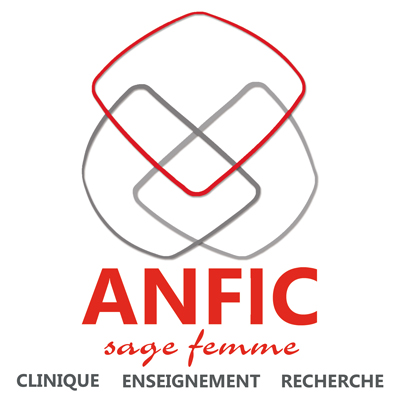 ANFIC
sage femme
CLINIQUE ENSEIGNEMENT RECHERCHE